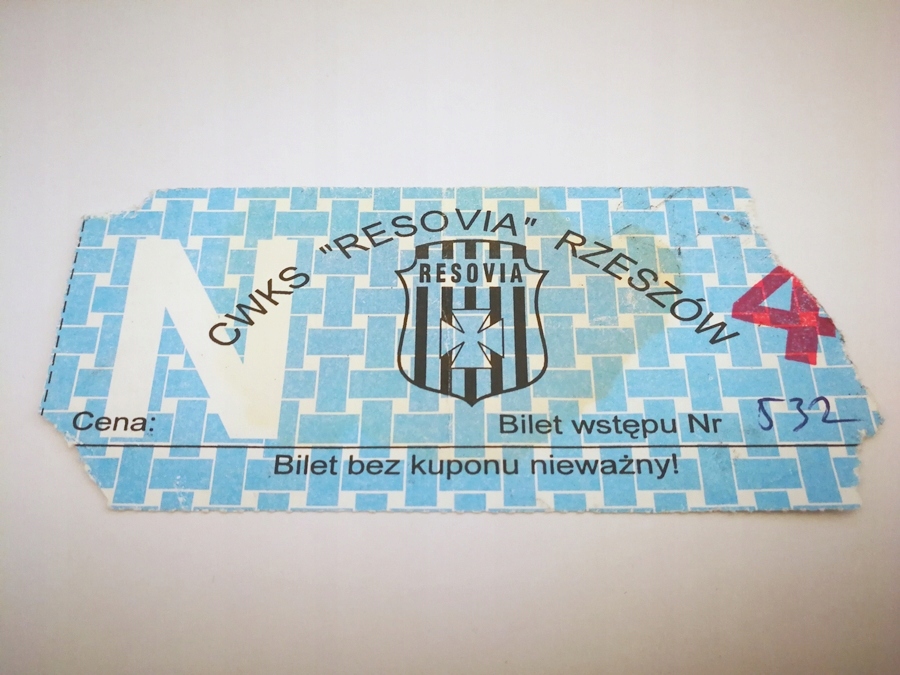 CWKS "RESOVIA" RZESZÓW
RESOVIA
N
4
Cena:
Bilet wstępu Nr 532
Bilet bez kuponu nieważny!